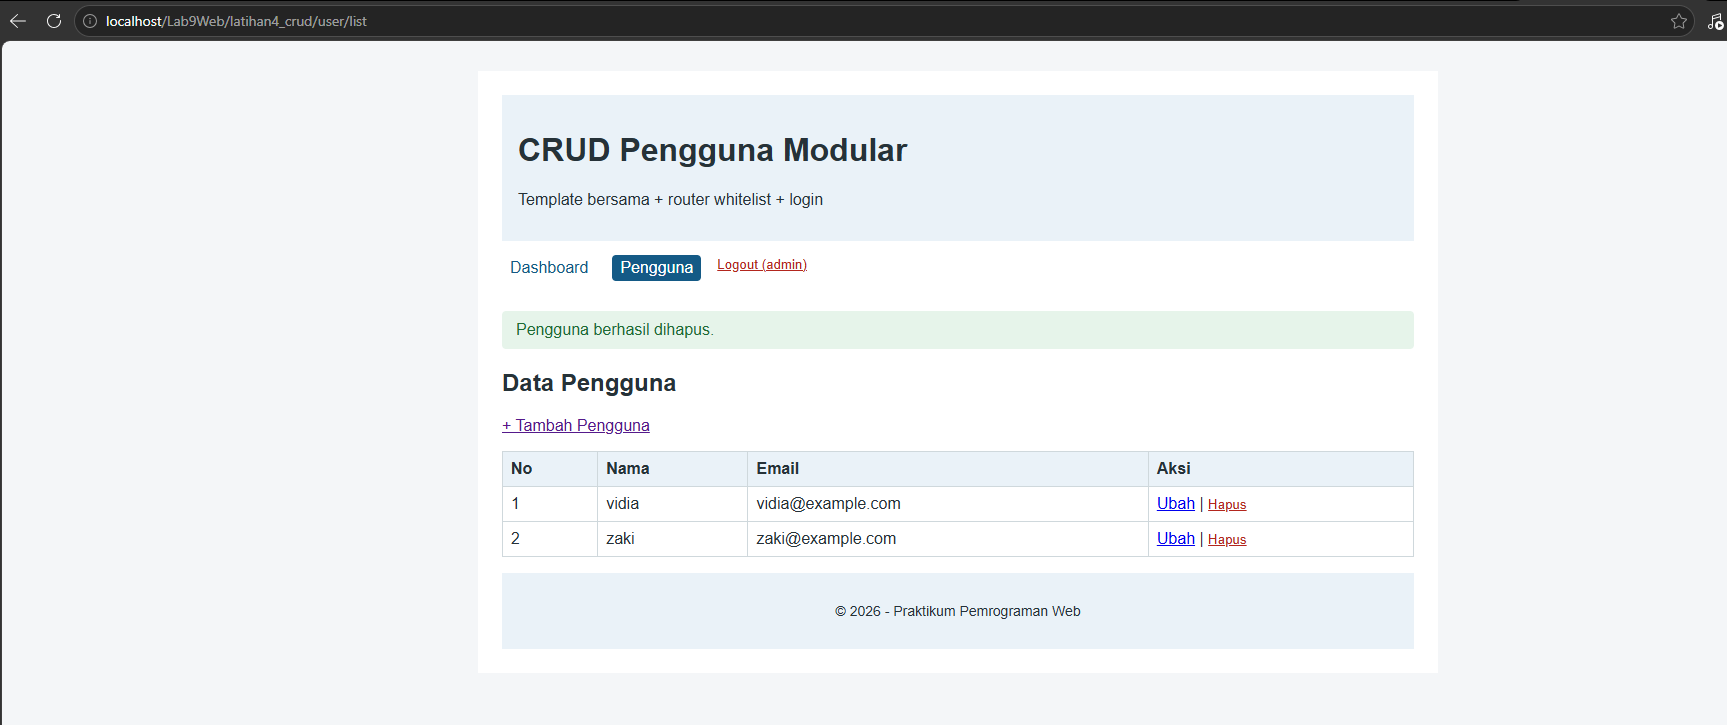 localhost/Lab9Web/latihan4_crud/user/list
CRUD Pengguna Modular
Template bersama + router whitelist + login
Dashboard Pengguna Logout (admin)
Pengguna berhasil dihapus.
Data Pengguna
+ Tambah Pengguna
No Nama Email Aksi
1 vidia vidia@example.com Ubah | Hapus
2 zaki zaki@example.com Ubah | Hapus
© 2026 - Praktikum Pemrograman Web